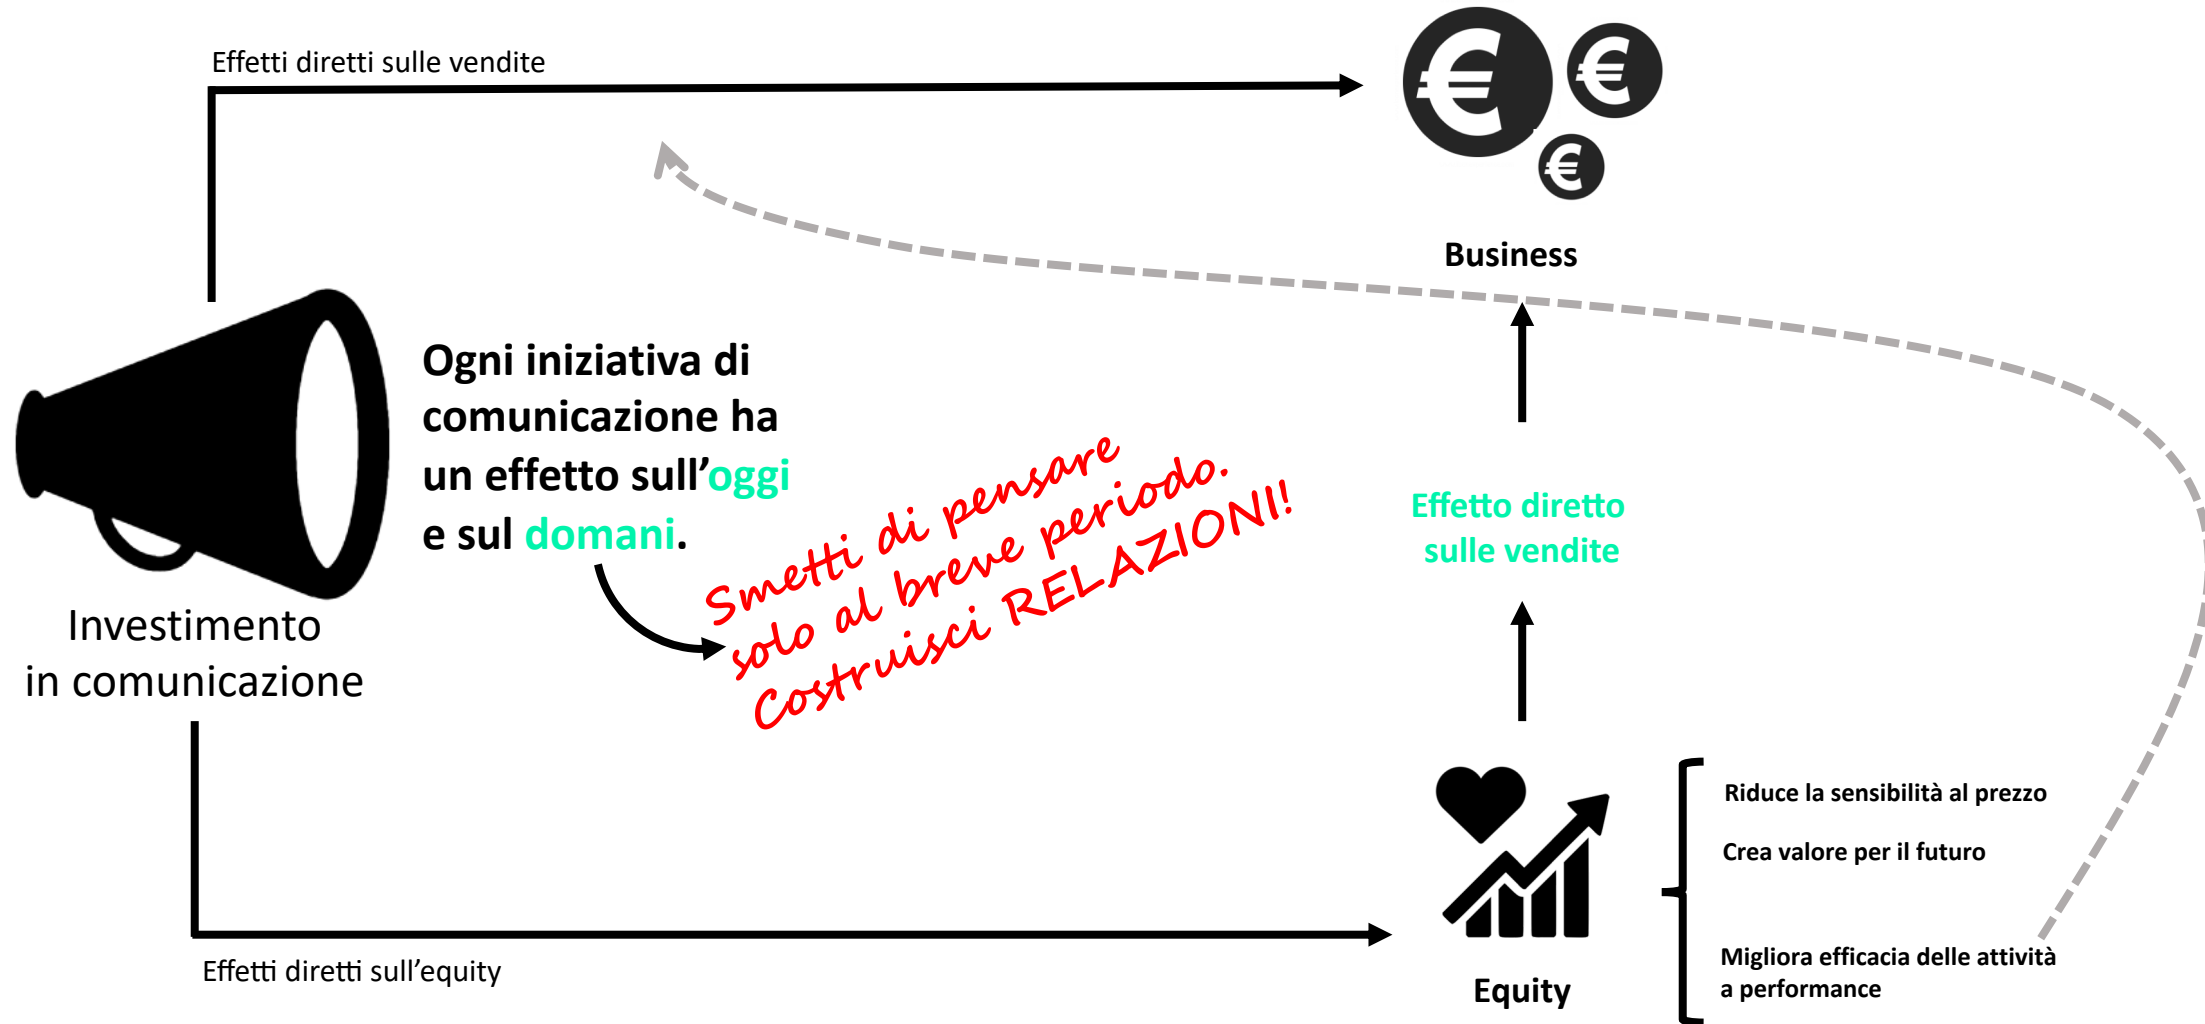 Effetti diretti sulle vendite
Business
Ogni iniziativa di
comunicazione ha
un effetto sull’oggi
e sul domani.
Smetti di pensare
solo al breve periodo.
Costruisci RELAZIONI!
Effetto diretto
sulle vendite
Investimento
in comunicazione
Riduce la sensibilità al prezzo
Crea valore per il futuro
Migliora efficacia delle attività
a performance
Effetti diretti sull’equity
Equity